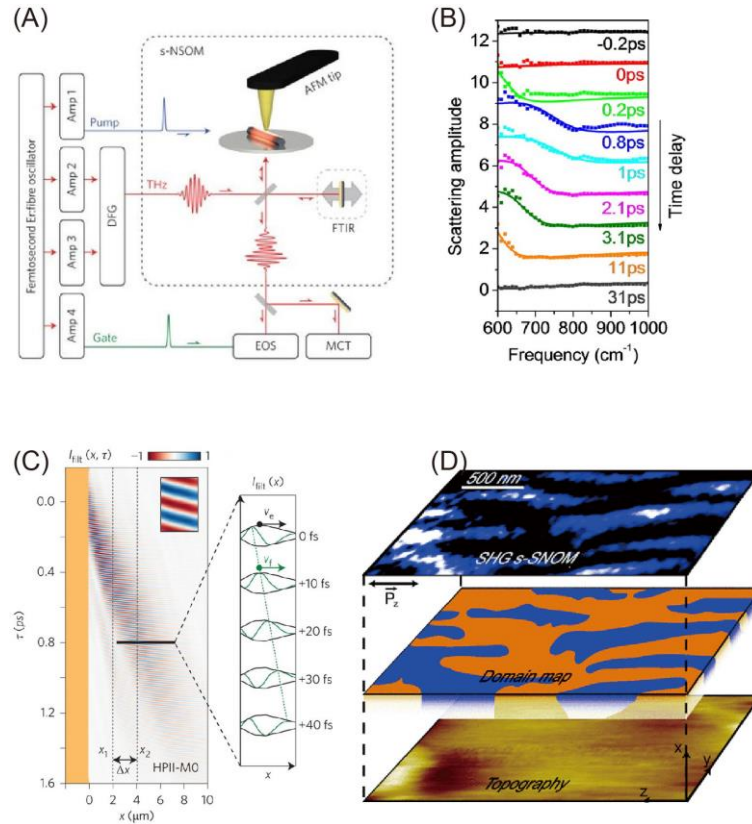 (A)
s-NSOM
AFM tip
Femtosecond Er:fibre oscillator
Amp 1
Pump
Amp 2
THz
DFG
FTIR
Amp 3
Amp 4
Gate
EOS
MCT
(B)
Scattering amplitude
12
10
8
6
4
2
0
-0.2ps
0ps
0.2ps
0.8ps
1ps
2.1ps
3.1ps
11ps
31ps
Time delay
600 700 800 900 1000
Frequency (cm⁻¹)
(C)
I_filt (x, τ) −1 1
τ (ps)
0.0
0.4
0.8
1.2
1.6
x₁ Δx x₂
HPII-M0
-2 0 2 4 6 8 10
x (μm)
I_filt (x)
v_e
0 fs
+10 fs
+20 fs
+30 fs
+40 fs
x
(D)
500 nm
SHG s-SNOM
P_z
Domain map
Topography
x
y
z